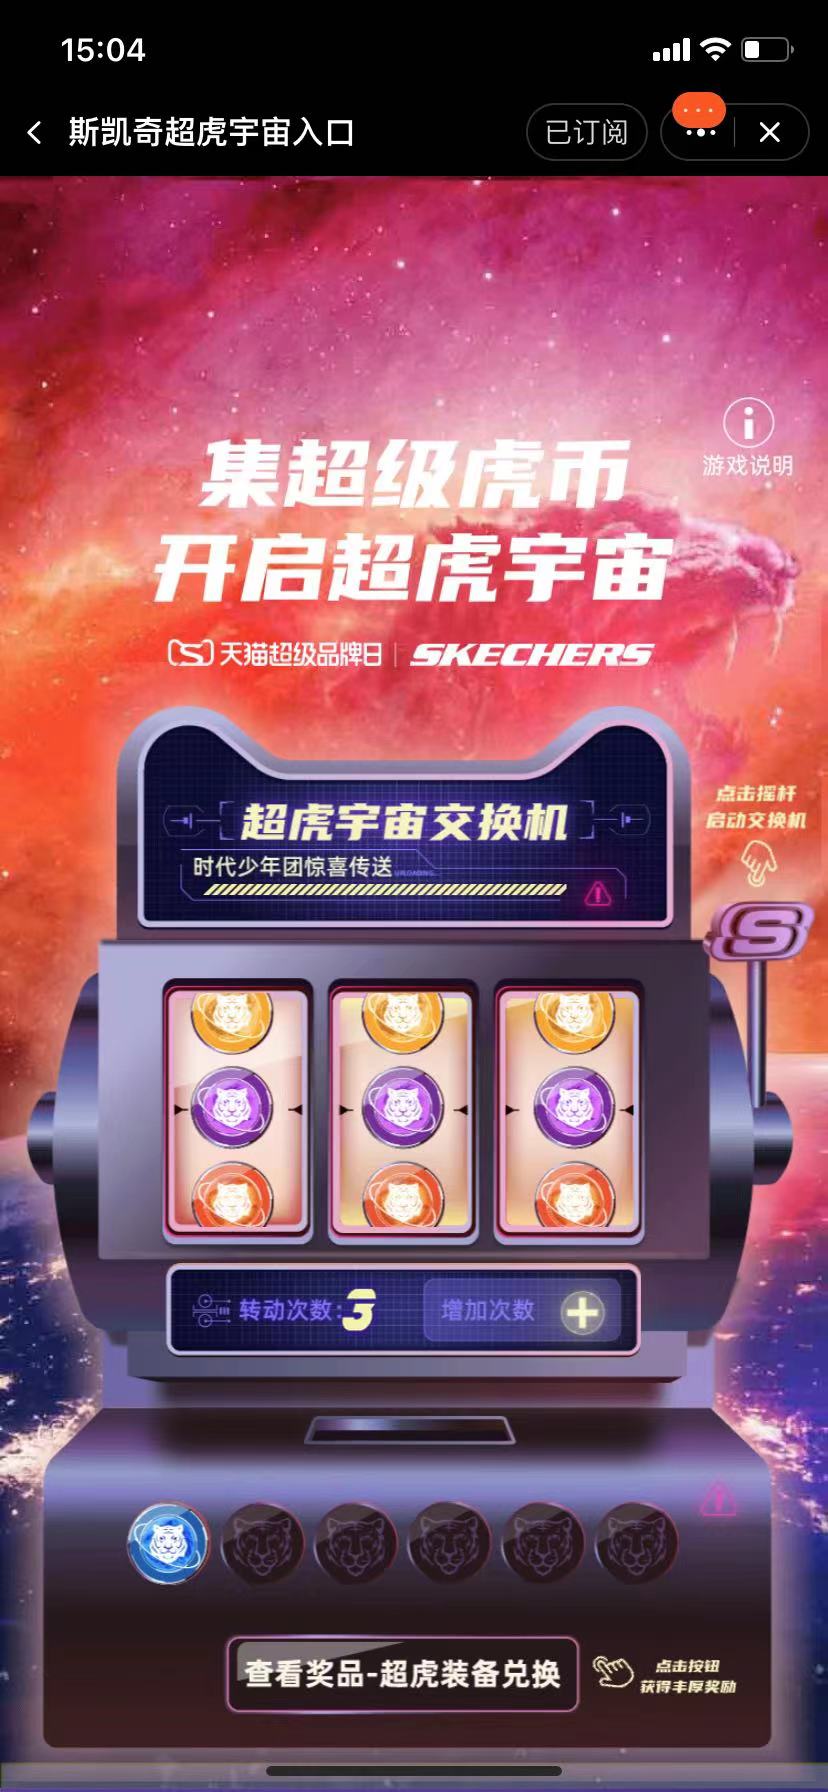 15:04
斯凯奇超虎宇宙入口
已订阅
游戏说明
集超级虎币
开启超虎宇宙
天猫超级品牌日 | SKECHERS
超虎宇宙交换机
时代少年团惊喜传送
点击摇杆
启动交换机
S
转动次数:3
增加次数
查看奖品-超虎装备兑换
点击按钮
获得丰厚奖励